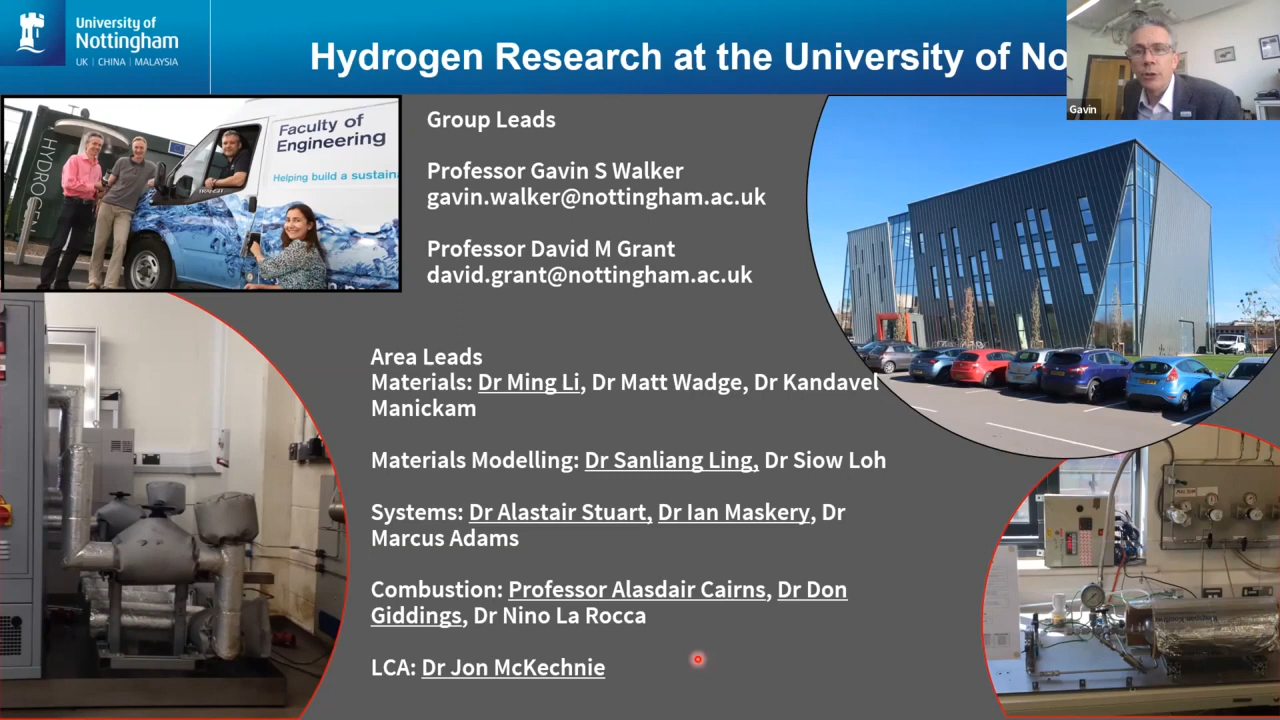 University of
Nottingham
UK | CHINA | MALAYSIA
Hydrogen Research at the University of No
Gavin
HYDROGEN
Faculty of
Engineering
Helping build a sustain
TRANSIT
Group Leads
Professor Gavin S Walker
gavin.walker@nottingham.ac.uk
Professor David M Grant
david.grant@nottingham.ac.uk
Area Leads
Materials: Dr Ming Li, Dr Matt Wadge, Dr Kandavel
Manickam
Materials Modelling: Dr Sanliang Ling, Dr Siow Loh
Systems: Dr Alastair Stuart, Dr Ian Maskery, Dr
Marcus Adams
Combustion: Professor Alasdair Cairns, Dr Don
Giddings, Dr Nino La Rocca
LCA: Dr Jon McKechnie